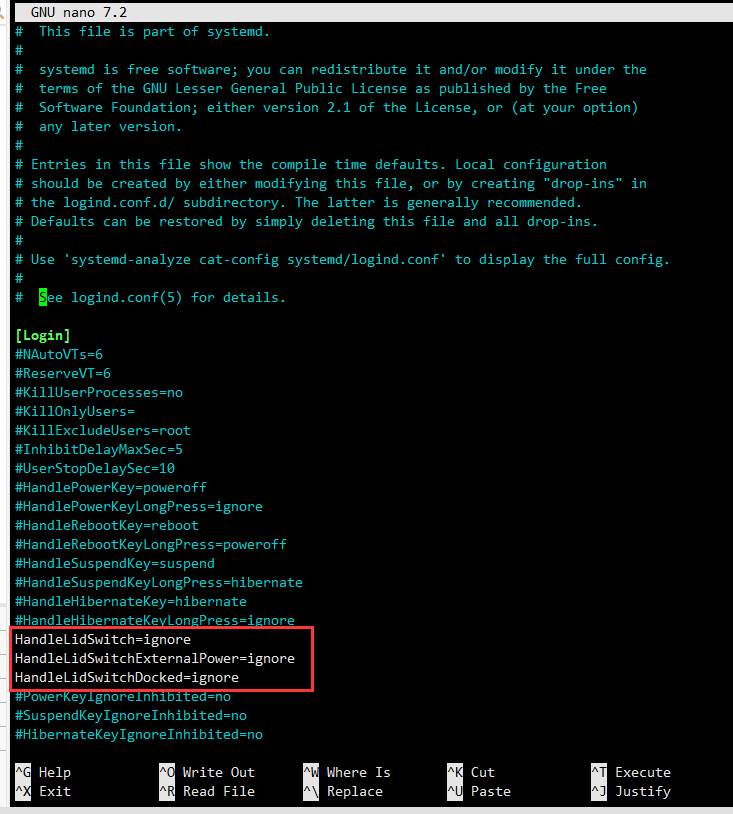 GNU nano 7.2
#  This file is part of systemd.
#
#  systemd is free software; you can redistribute it and/or modify it under the
#  terms of the GNU Lesser General Public License as published by the Free
#  Software Foundation; either version 2.1 of the License, or (at your option)
#  any later version.
#
# Entries in this file show the compile time defaults. Local configuration
# should be created by either modifying this file, or by creating "drop-ins" in
# the logind.conf.d/ subdirectory. The latter is generally recommended.
# Defaults can be restored by simply deleting this file and all drop-ins.
#
# Use 'systemd-analyze cat-config systemd/logind.conf' to display the full config.
#
#  See logind.conf(5) for details.
[Login]
#NAutoVTs=6
#ReserveVT=6
#KillUserProcesses=no
#KillOnlyUsers=
#KillExcludeUsers=root
#InhibitDelayMaxSec=5
#UserStopDelaySec=10
#HandlePowerKey=poweroff
#HandlePowerKeyLongPress=ignore
#HandleRebootKey=reboot
#HandleRebootKeyLongPress=poweroff
#HandleSuspendKey=suspend
#HandleSuspendKeyLongPress=hibernate
#HandleHibernateKey=hibernate
#HandleHibernateKeyLongPress=ignore
HandleLidSwitch=ignore
HandleLidSwitchExternalPower=ignore
HandleLidSwitchDocked=ignore
#PowerKeyIgnoreInhibited=no
#SuspendKeyIgnoreInhibited=no
#HibernateKeyIgnoreInhibited=no
^G Help ^O Write Out ^W Where Is ^K Cut ^T Execute
^X Exit ^R Read File ^\ Replace ^U Paste ^J Justify